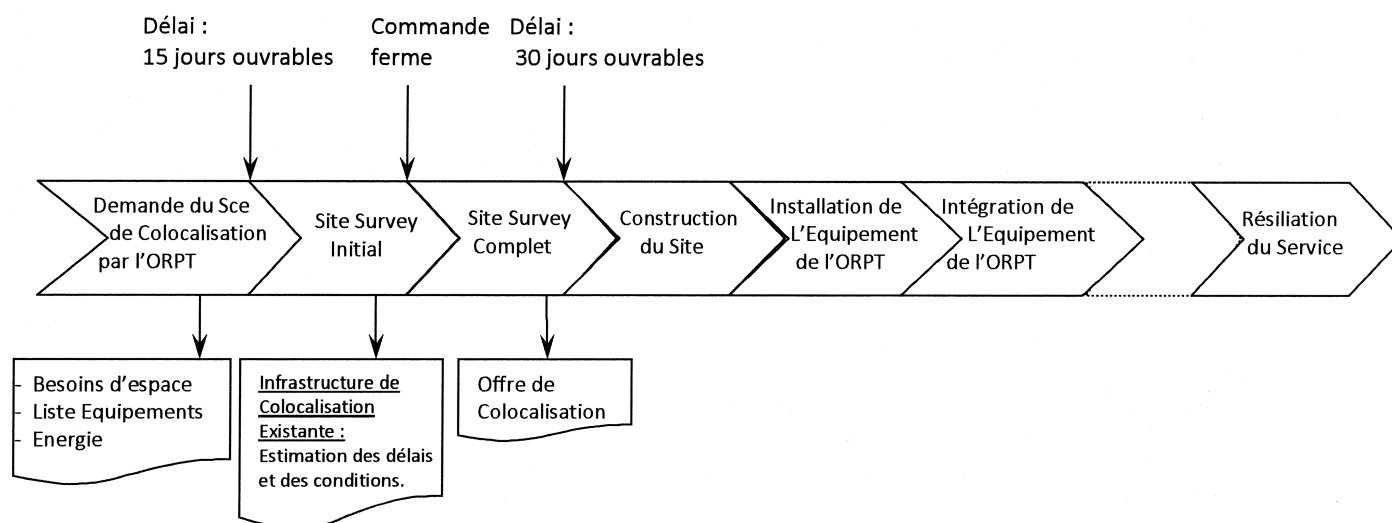 Délai :
15 jours ouvrables
Commande
ferme
Délai :
30 jours ouvrables
Demande du Sce
de Colocalisation
par l'ORPT
Site Survey
Initial
Site Survey
Complet
Construction
du Site
Installation de
L'Equipement
de l'ORPT
Intégration de
L'Equipement
de l'ORPT
Résiliation
du Service
- Besoins d'espace
- Liste Equipements
- Energie
Infrastructure de
Colocalisation
Existante :
Estimation des délais
et des conditions.
Offre de
Colocalisation